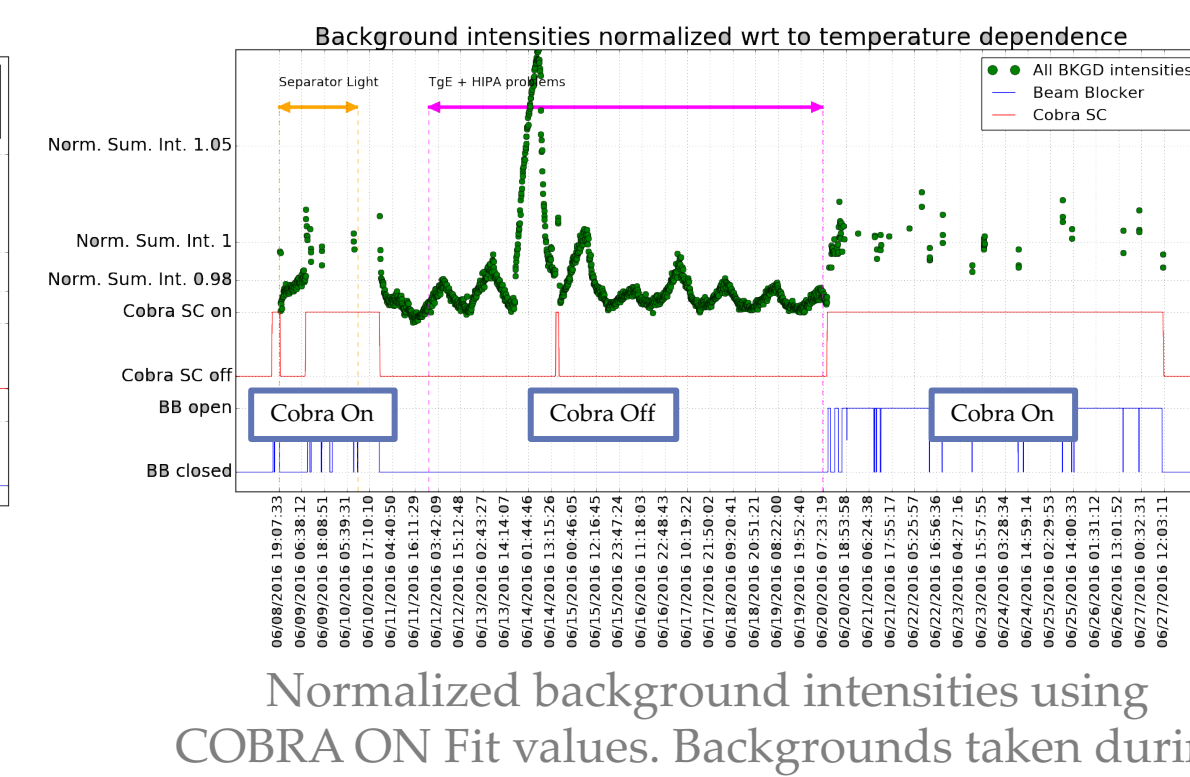 Background intensities normalized wrt to temperature dependence
Separator Light
TgE + HIPA problems
All BKGD intensities
Beam Blocker
Cobra SC
Norm. Sum. Int. 1.05
Norm. Sum. Int. 1
Norm. Sum. Int. 0.98
Cobra SC on
Cobra SC off
BB open
BB closed
Cobra On
Cobra Off
Cobra On
06/08/2016 19:07:33
06/09/2016 06:38:12
06/09/2016 18:08:51
06/10/2016 05:39:31
06/10/2016 17:10:10
06/11/2016 04:40:50
06/11/2016 16:11:29
06/12/2016 03:42:09
06/12/2016 15:12:48
06/13/2016 02:43:27
06/13/2016 14:14:07
06/14/2016 01:44:46
06/14/2016 13:15:26
06/15/2016 00:46:05
06/15/2016 12:16:45
06/15/2016 23:47:24
06/16/2016 11:18:03
06/16/2016 22:48:43
06/17/2016 10:19:22
06/17/2016 21:50:02
06/18/2016 09:20:41
06/18/2016 20:51:21
06/19/2016 08:22:00
06/19/2016 19:52:40
06/20/2016 07:23:19
06/20/2016 18:53:58
06/21/2016 06:24:38
06/21/2016 17:55:17
06/22/2016 05:25:57
06/22/2016 16:56:36
06/23/2016 04:27:16
06/23/2016 15:57:55
06/24/2016 03:28:34
06/24/2016 14:59:14
06/25/2016 02:29:53
06/25/2016 14:00:33
06/26/2016 01:31:12
06/26/2016 13:01:52
06/27/2016 00:32:31
06/27/2016 12:03:11
Normalized background intensities using
COBRA ON Fit values. Backgrounds taken duri